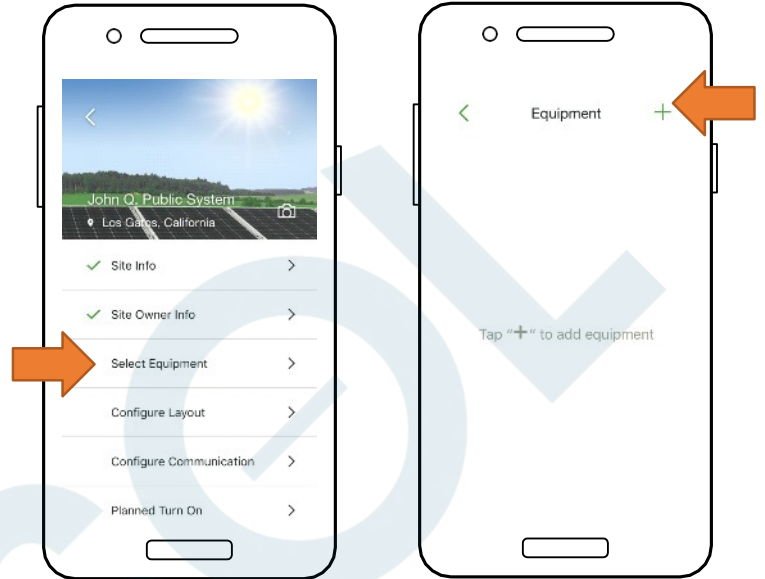 John Q. Public System
Los Gatos, California
Site Info
Site Owner Info
Select Equipment
Configure Layout
Configure Communication
Planned Turn On
Equipment
Tap "+" to add equipment